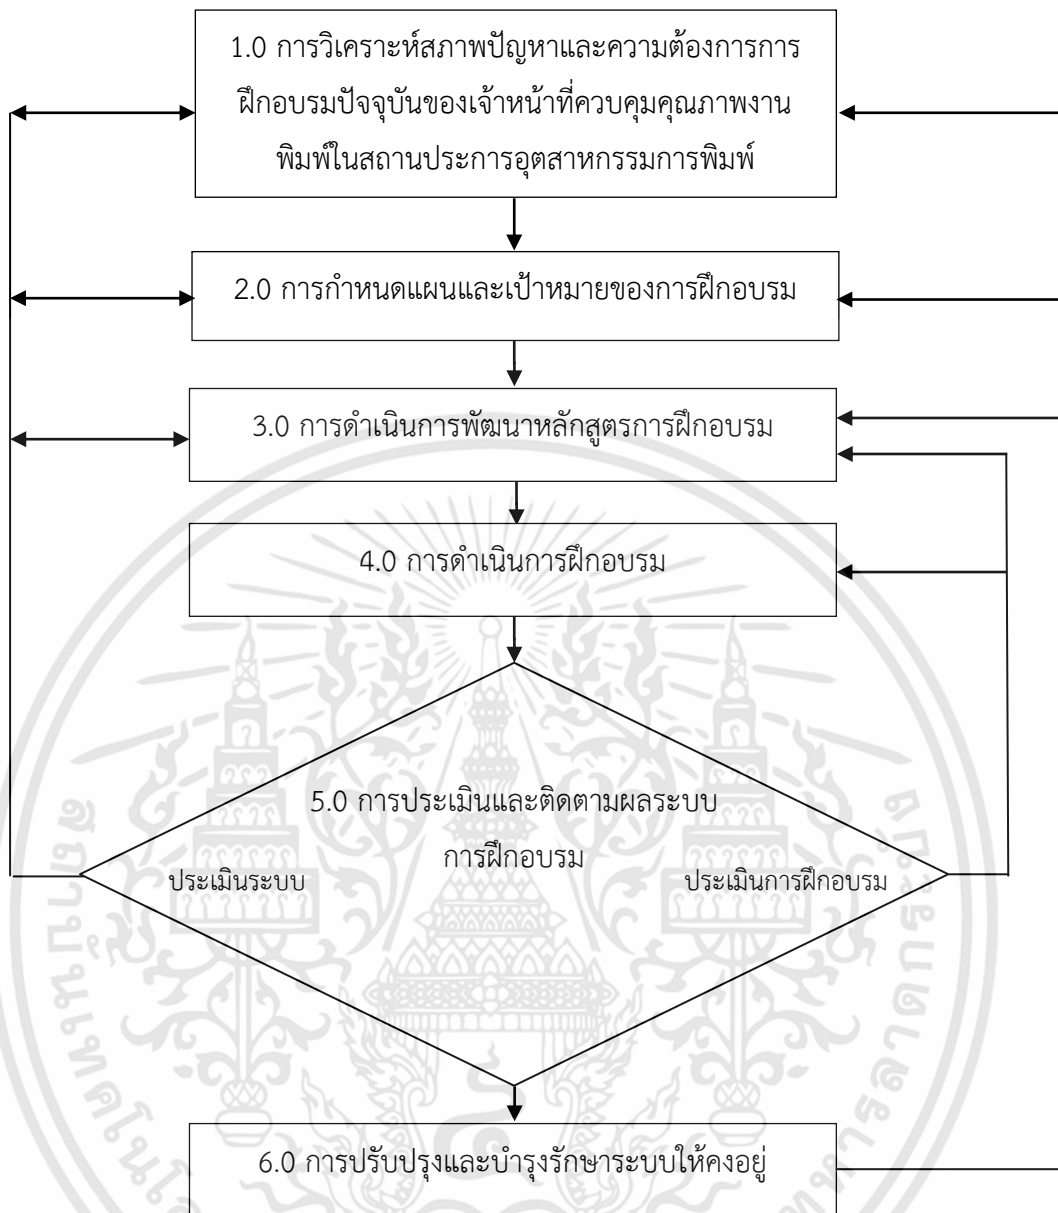 1.0 การวิเคราะห์สภาพปัญหาและความต้องการการ
ฝึกอบรมปัจจุบันของเจ้าหน้าที่ควบคุมคุณภาพงาน
พิมพ์ในสถานประการอุตสาหกรรมการพิมพ์
2.0 การกำหนดแผนและเป้าหมายของการฝึกอบรม
3.0 การดำเนินการพัฒนาหลักสูตรการฝึกอบรม
4.0 การดำเนินการฝึกอบรม
5.0 การประเมินและติดตามผลระบบ
การฝึกอบรม
ประเมินระบบ
ประเมินการฝึกอบรม
6.0 การปรับปรุงและบำรุงรักษาระบบให้คงอยู่